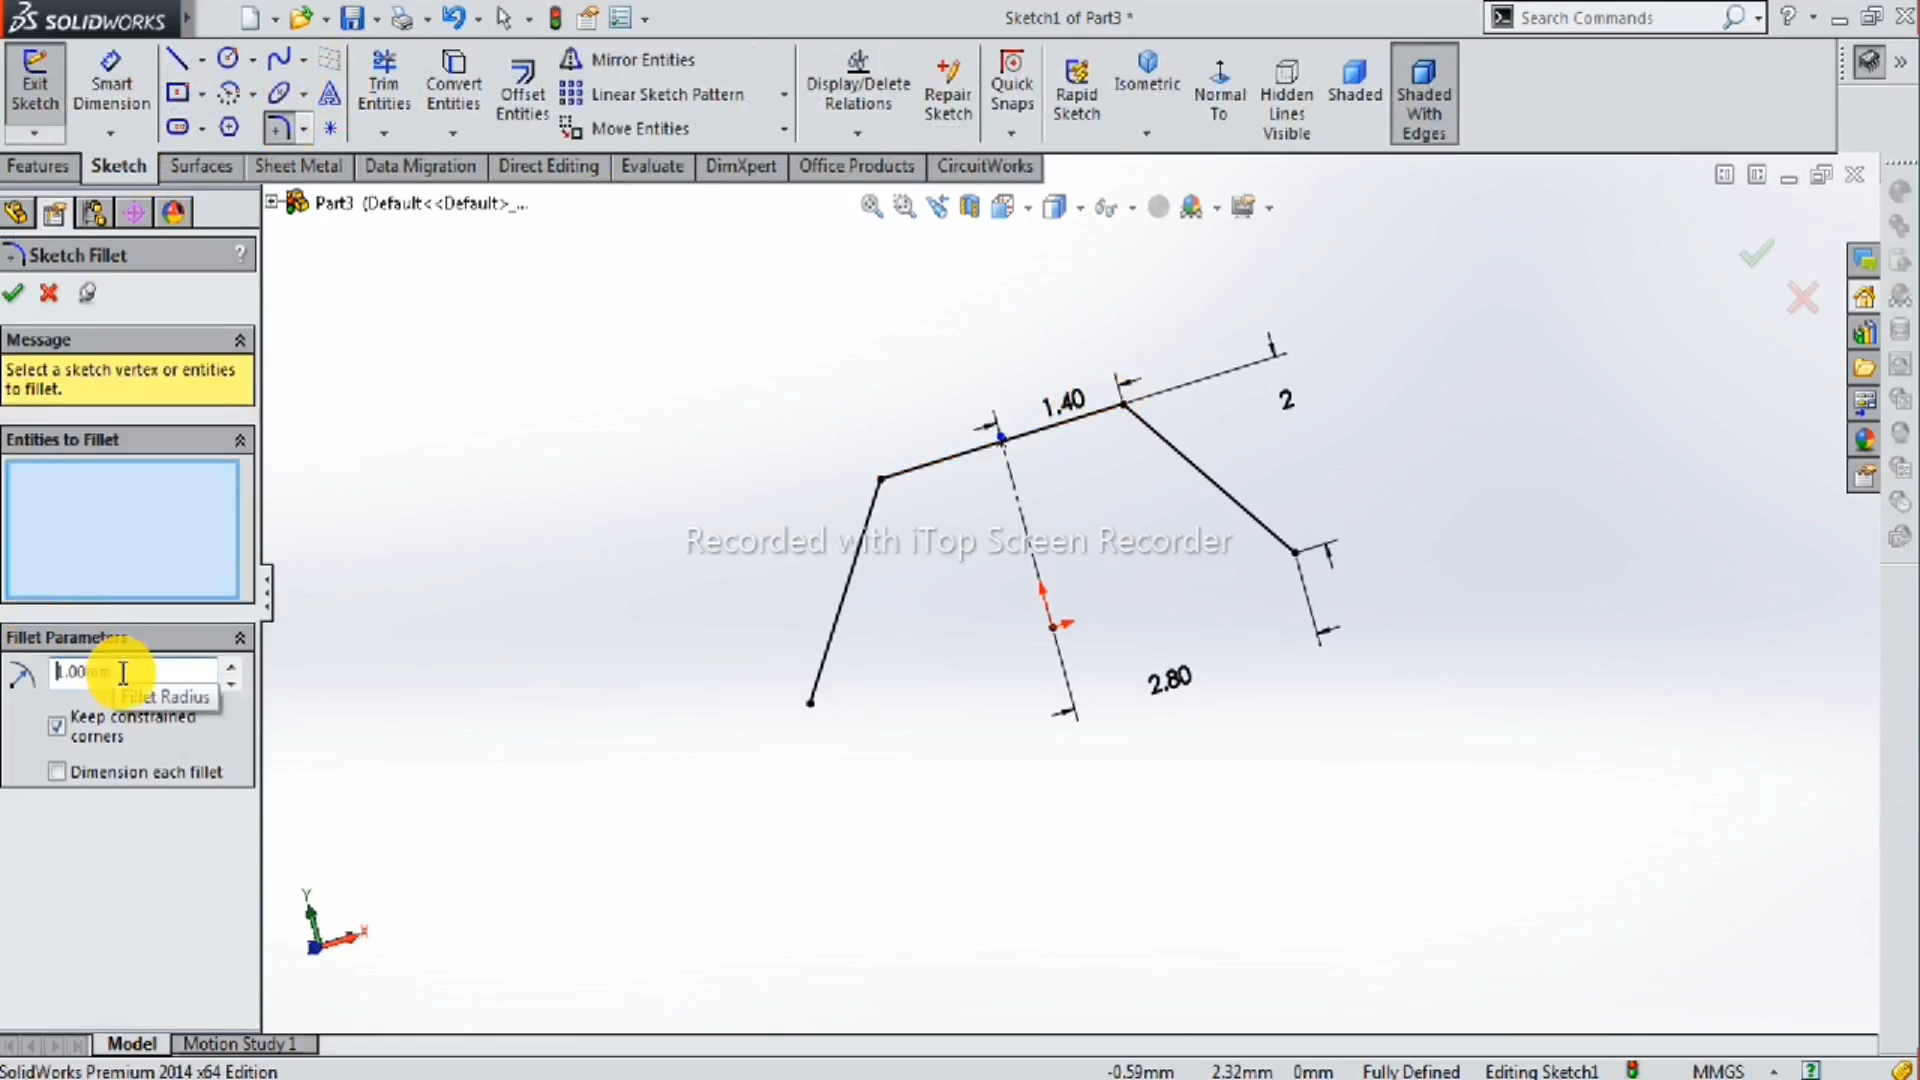 SOLIDWORKS
Sketch1 of Part3 *
Search Commands
Exit Sketch
Smart Dimension
Trim Entities
Convert Entities
Offset Entities
Mirror Entities
Linear Sketch Pattern
Move Entities
Display/Delete Relations
Repair Sketch
Quick Snaps
Rapid Sketch
Isometric
Normal To
Hidden Lines Visible
Shaded
Shaded With Edges
Features Sketch Surfaces Sheet Metal Data Migration Direct Editing Evaluate DimXpert Office Products CircuitWorks
Part3 (Default<<Default>_...
Sketch Fillet ?
Message
Select a sketch vertex or entities
to fillet.
Entities to Fillet
Fillet Parameters
1.00mm
Fillet Radius
Keep constrained
corners
Dimension each fillet
1.40
2
2.80
Recorded with iTop Screen Recorder
Y
X
Model Motion Study 1
SolidWorks Premium 2014 x64 Edition
-0.59mm 2.32mm 0mm Fully Defined Editing Sketch1 MMGS